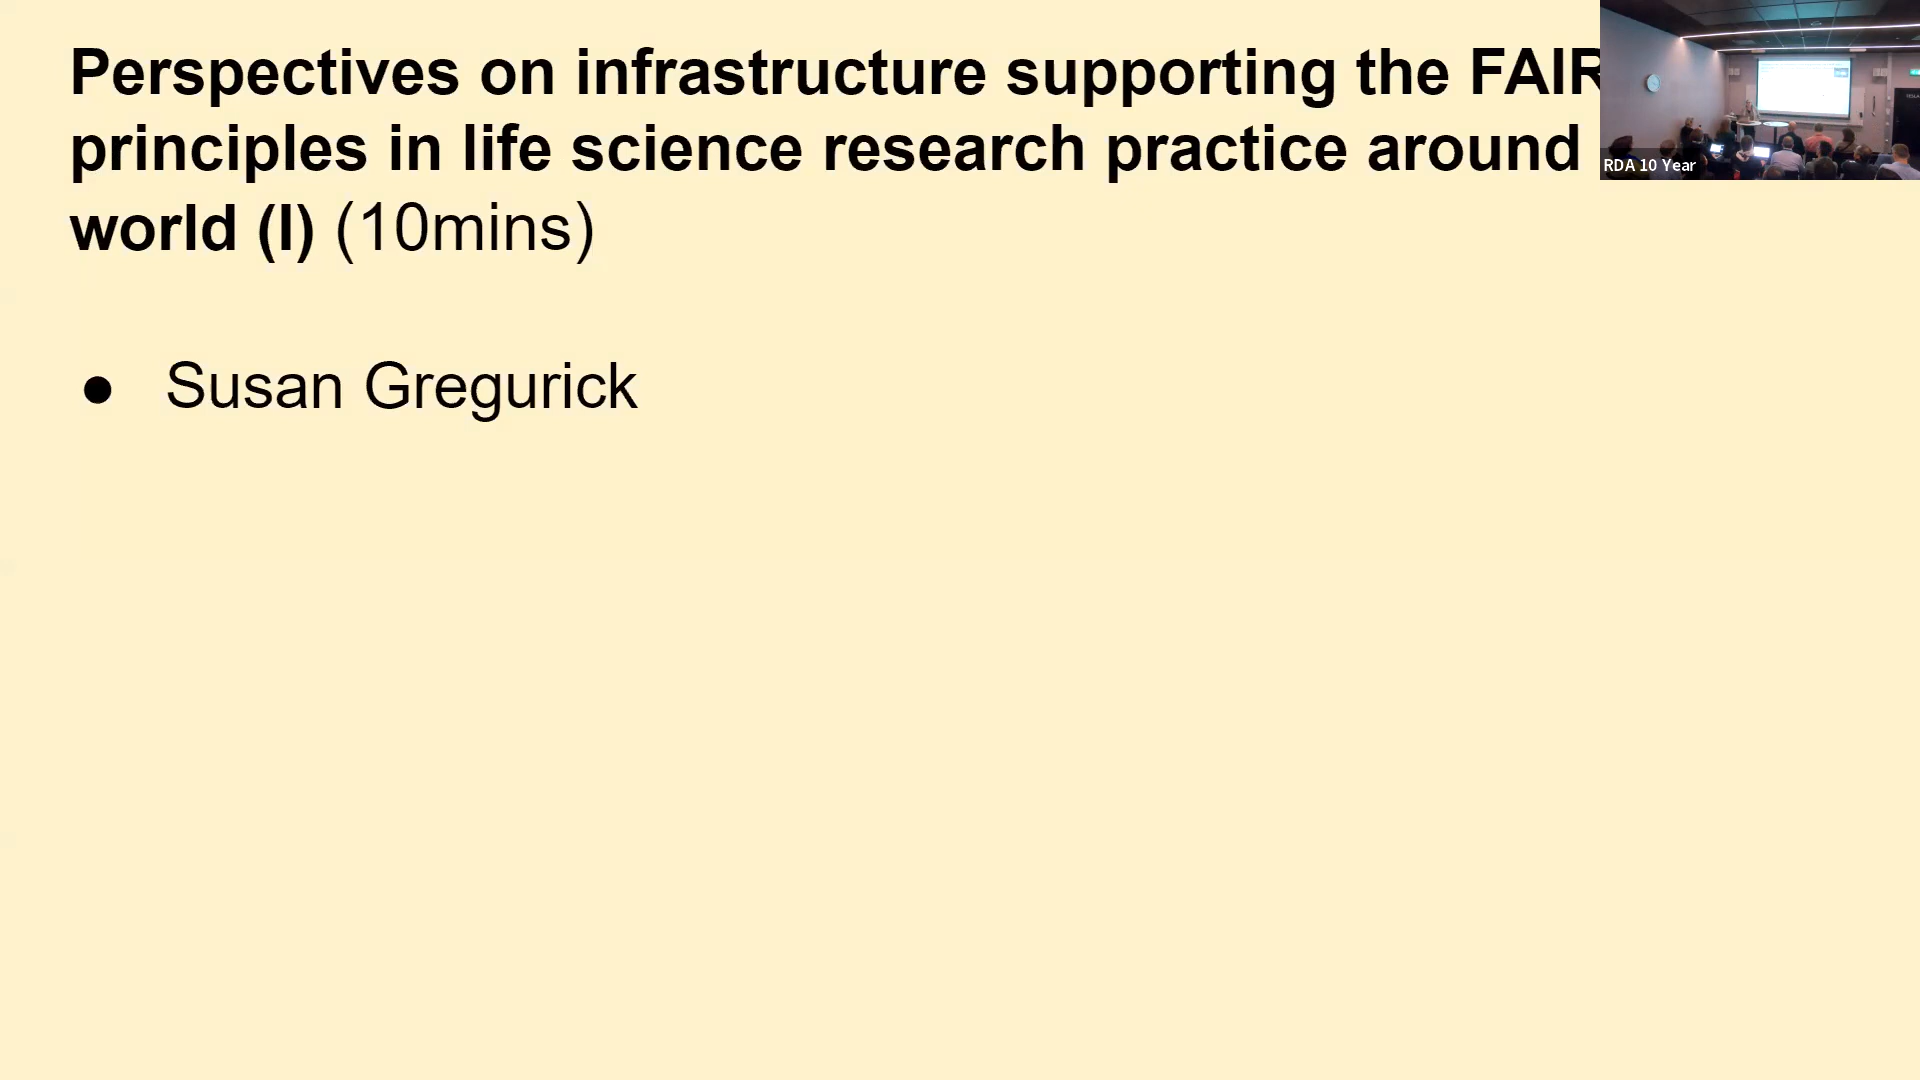 Perspectives on infrastructure supporting the FAIR
principles in life science research practice around
world (I) (10mins)
● Susan Gregurick
RDA 10 Year